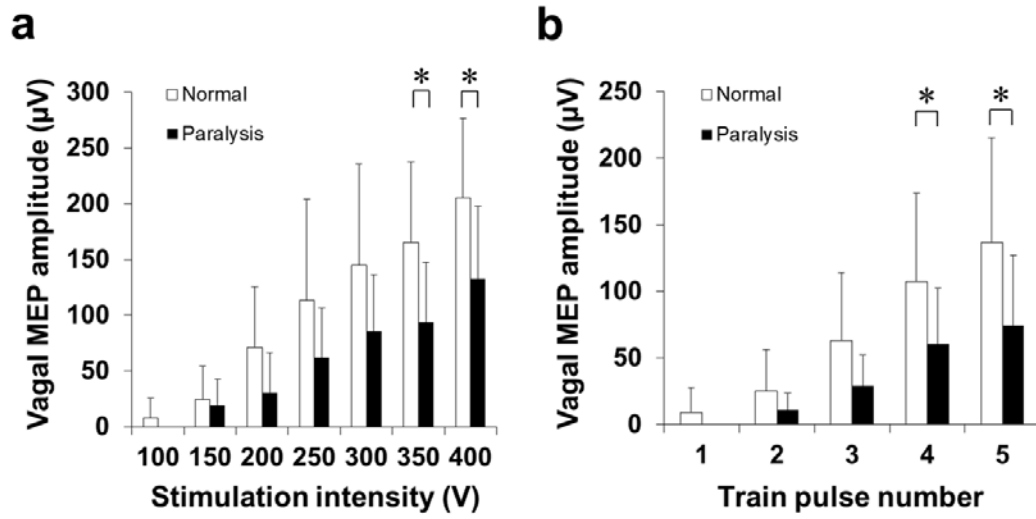 a
Vagal MEP amplitude (µV)
300
250
200
150
100
50
0
Normal
Paralysis
*
*
100 150 200 250 300 350 400
Stimulation intensity (V)
b
Vagal MEP amplitude (µV)
250
200
150
100
50
0
Normal
Paralysis
*
*
1 2 3 4 5
Train pulse number